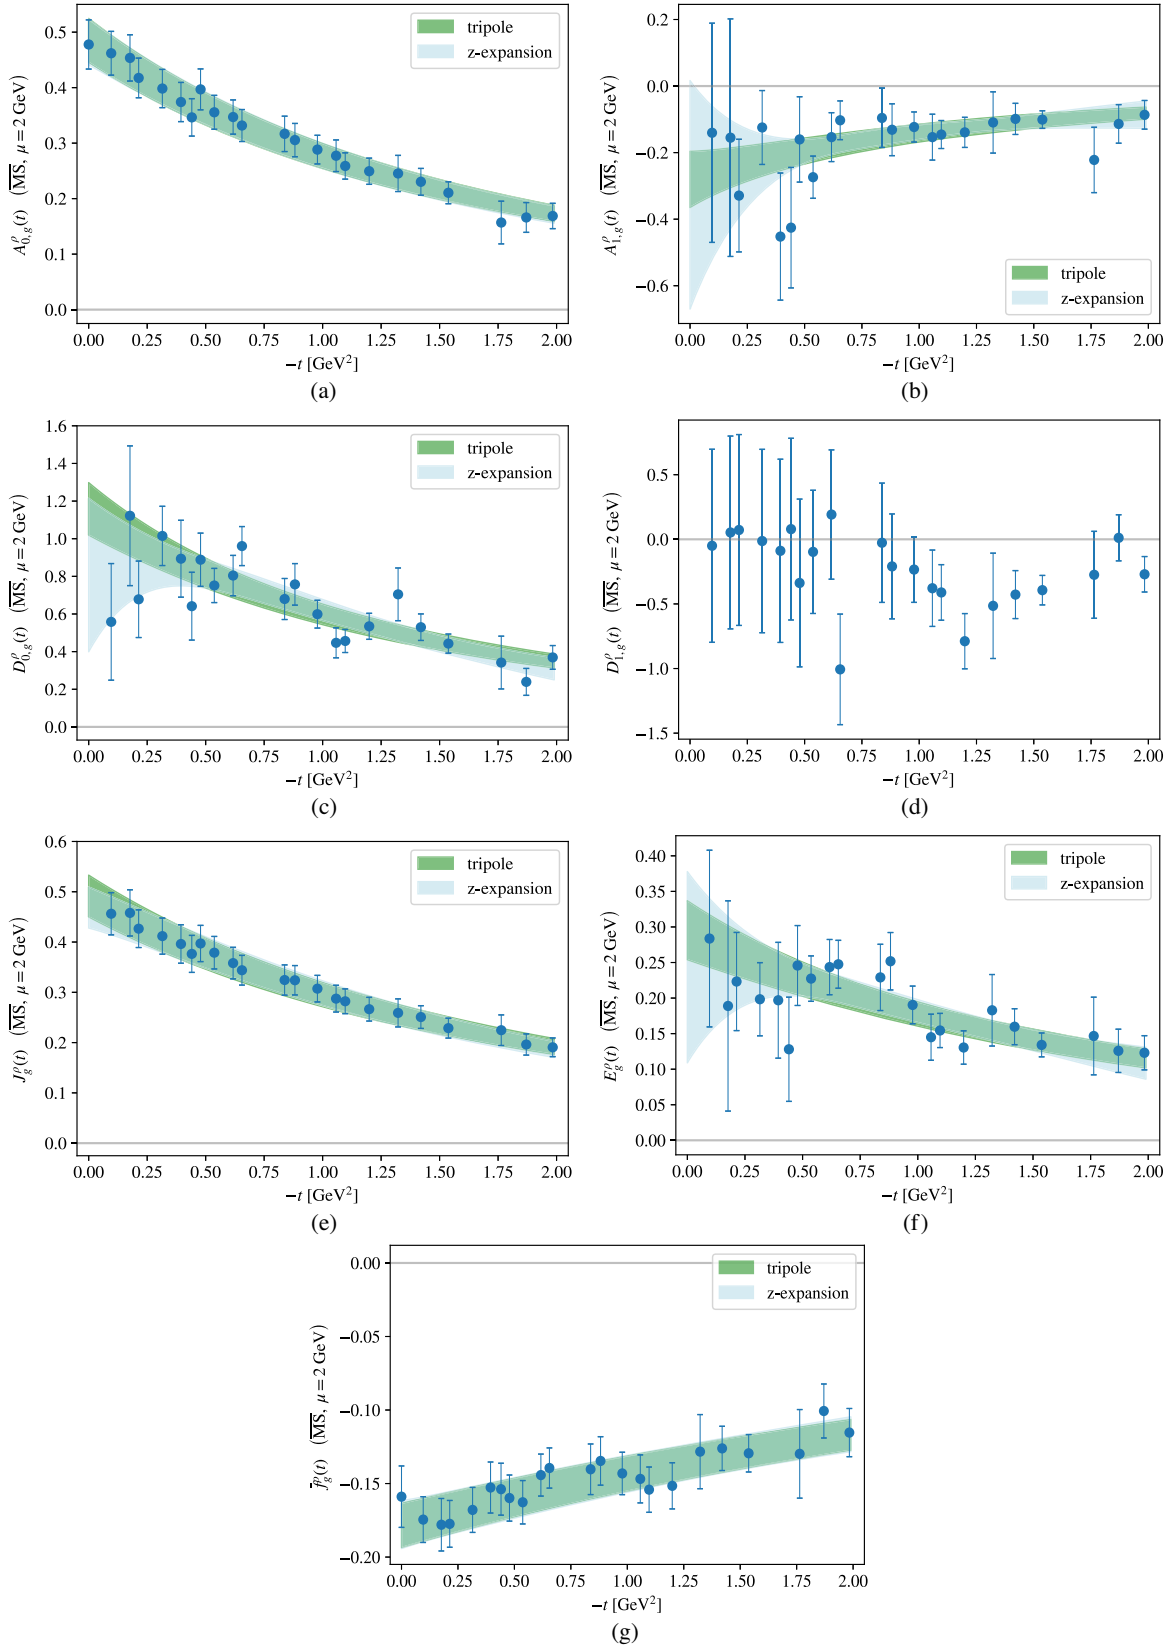 0.5
0.4
0.3
0.2
0.1
0.0
A^ρ_{0,g}(t) (\overline{MS}, μ = 2 GeV)
tripole
z-expansion
0.00 0.25 0.50 0.75 1.00 1.25 1.50 1.75 2.00
−t [GeV²]
(a)
0.2
0.0
−0.2
−0.4
−0.6
A^ρ_{1,g}(t) (\overline{MS}, μ = 2 GeV)
tripole
z-expansion
0.00 0.25 0.50 0.75 1.00 1.25 1.50 1.75 2.00
−t [GeV²]
(b)
1.6
1.4
1.2
1.0
0.8
0.6
0.4
0.2
0.0
D^ρ_{0,g}(t) (\overline{MS}, μ = 2 GeV)
tripole
z-expansion
0.00 0.25 0.50 0.75 1.00 1.25 1.50 1.75 2.00
−t [GeV²]
(c)
0.5
0.0
−0.5
−1.0
−1.5
D^ρ_{1,g}(t) (\overline{MS}, μ = 2 GeV)
0.00 0.25 0.50 0.75 1.00 1.25 1.50 1.75 2.00
−t [GeV²]
(d)
0.6
0.5
0.4
0.3
0.2
0.1
0.0
J^ρ_g(t) (\overline{MS}, μ = 2 GeV)
tripole
z-expansion
0.00 0.25 0.50 0.75 1.00 1.25 1.50 1.75 2.00
−t [GeV²]
(e)
0.40
0.35
0.30
0.25
0.20
0.15
0.10
0.05
0.00
E^ρ_g(t) (\overline{MS}, μ = 2 GeV)
tripole
z-expansion
0.00 0.25 0.50 0.75 1.00 1.25 1.50 1.75 2.00
−t [GeV²]
(f)
0.00
−0.05
−0.10
−0.15
−0.20
\bar{f}^ρ_g(t) (\overline{MS}, μ = 2 GeV)
tripole
z-expansion
0.00 0.25 0.50 0.75 1.00 1.25 1.50 1.75 2.00
−t [GeV²]
(g)